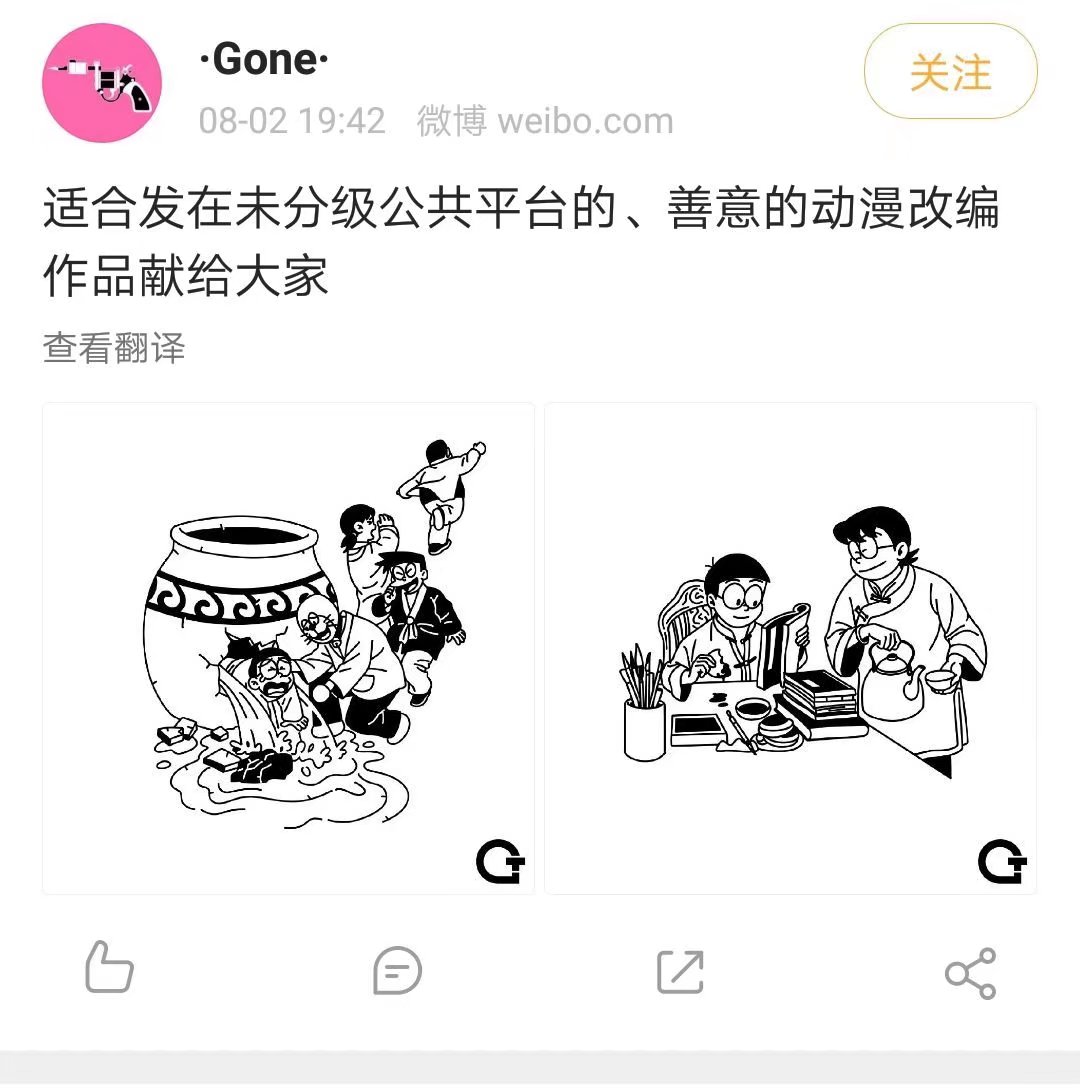 ·Gone·
关注
08-02 19:42 微博 weibo.com
适合发在未分级公共平台的、善意的动漫改编
作品献给大家
查看翻译